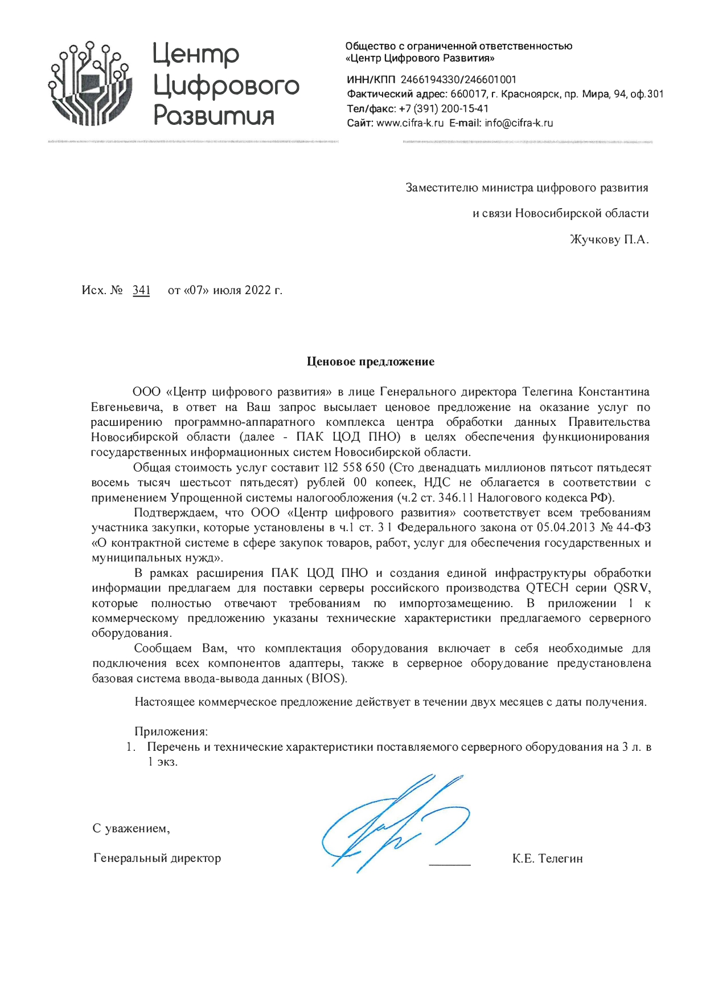 Центр
Цифрового
Развития
Общество с ограниченной ответственностью
«Центр Цифрового Развития»
ИНН/КПП 2466194330/246601001
Фактический адрес: 660017, г. Красноярск, пр. Мира, 94, оф.301
Тел/факс: +7 (391) 200-15-41
Сайт: www.cifra-k.ru E-mail: info@cifra-k.ru
Заместителю министра цифрового развития
и связи Новосибирской области
Жучкову П.А.
Исх. № 341 от «07» июля 2022 г.
Ценовое предложение
ООО «Центр цифрового развития» в лице Генерального директора Телегина Константина
Евгеньевича, в ответ на Ваш запрос высылает ценовое предложение на оказание услуг по
расширению программно-аппаратного комплекса центра обработки данных Правительства
Новосибирской области (далее - ПАК ЦОД ПНО) в целях обеспечения функционирования
государственных информационных систем Новосибирской области.
Общая стоимость услуг составит 112 558 650 (Сто двенадцать миллионов пятьсот пятьдесят
восемь тысяч шестьсот пятьдесят) рублей 00 копеек, НДС не облагается в соответствии с
применением Упрощенной системы налогообложения (ч.2 ст. 346.11 Налогового кодекса РФ).
Подтверждаем, что ООО «Центр цифрового развития» соответствует всем требованиям
участника закупки, которые установлены в ч.1 ст. 31 Федерального закона от 05.04.2013 № 44-ФЗ
«О контрактной системе в сфере закупок товаров, работ, услуг для обеспечения государственных и
муниципальных нужд».
В рамках расширения ПАК ЦОД ПНО и создания единой инфраструктуры обработки
информации предлагаем для поставки серверы российского производства QTECH серии QSRV,
которые полностью отвечают требованиям по импортозамещению. В приложении 1 к
коммерческому предложению указаны технические характеристики предлагаемого серверного
оборудования.
Сообщаем Вам, что комплектация оборудования включает в себя необходимые для
подключения всех компонентов адаптеры, также в серверное оборудование предустановлена
базовая система ввода-вывода данных (BIOS).
Настоящее коммерческое предложение действует в течении двух месяцев с даты получения.
Приложения:
1. Перечень и технические характеристики поставляемого серверного оборудования на 3 л. в
1 экз.
С уважением,
Генеральный директор
К.Е. Телегин